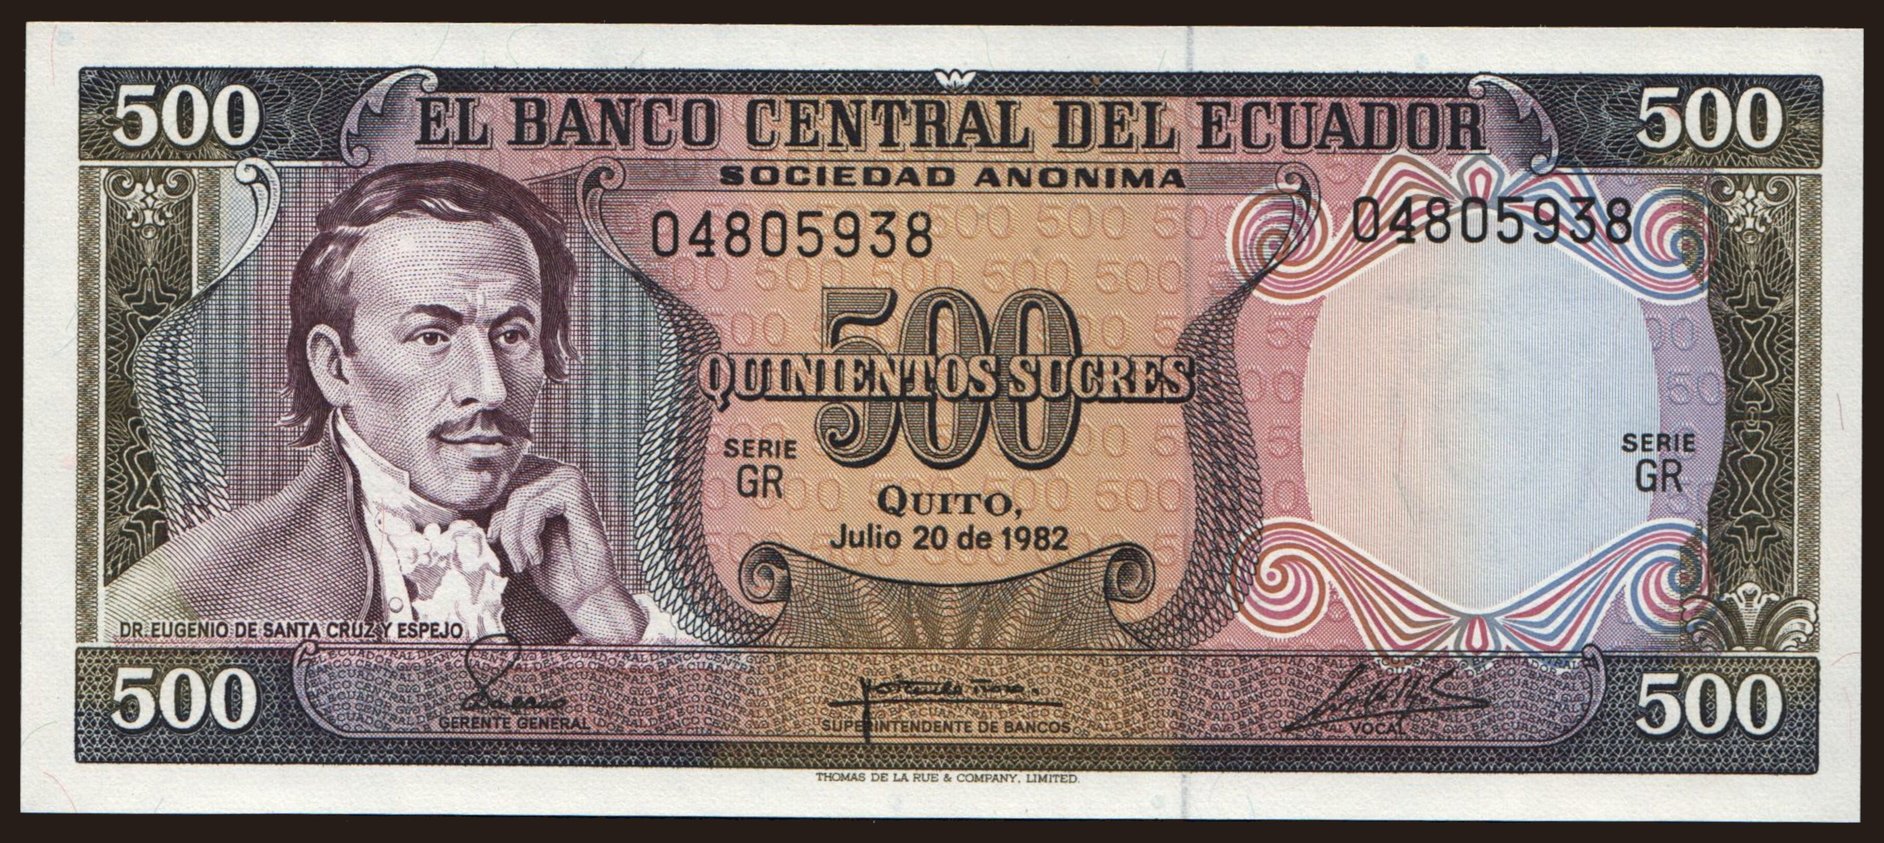 500
EL BANCO CENTRAL DEL ECUADOR
500
SOCIEDAD ANONIMA
04805938
04805938
500
QUINIENTOS SUCRES
SERIE
GR
SERIE
GR
QUITO,
Julio 20 de 1982
DR. EUGENIO DE SANTA CRUZ Y ESPEJO
500
GERENTE GENERAL
SUPERINTENDENTE DE BANCOS
VOCAL
500
THOMAS DE LA RUE & COMPANY, LIMITED.